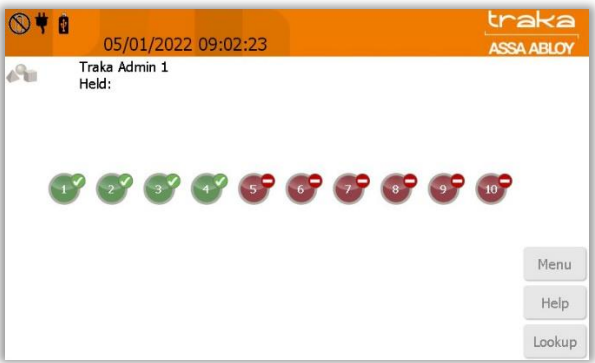 traka
05/01/2022 09:02:23
ASSA ABLOY
Traka Admin 1
Held:
1 2 3 4 5 6 7 8 9 10
Menu
Help
Lookup